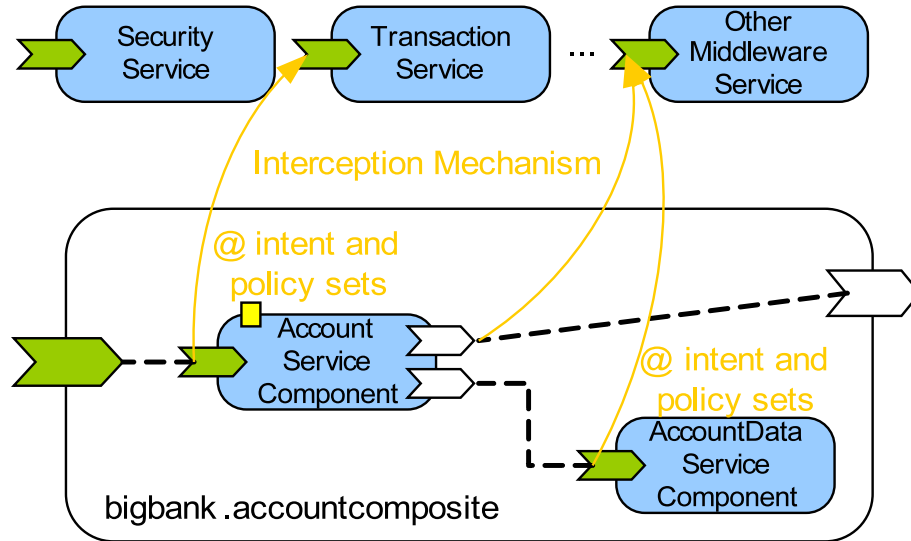 Security
Service
Transaction
Service
...
Other
Middleware
Service
Interception Mechanism
@ intent and
policy sets
Account
Service
Component
@ intent and
policy sets
AccountData
Service
Component
bigbank .accountcomposite